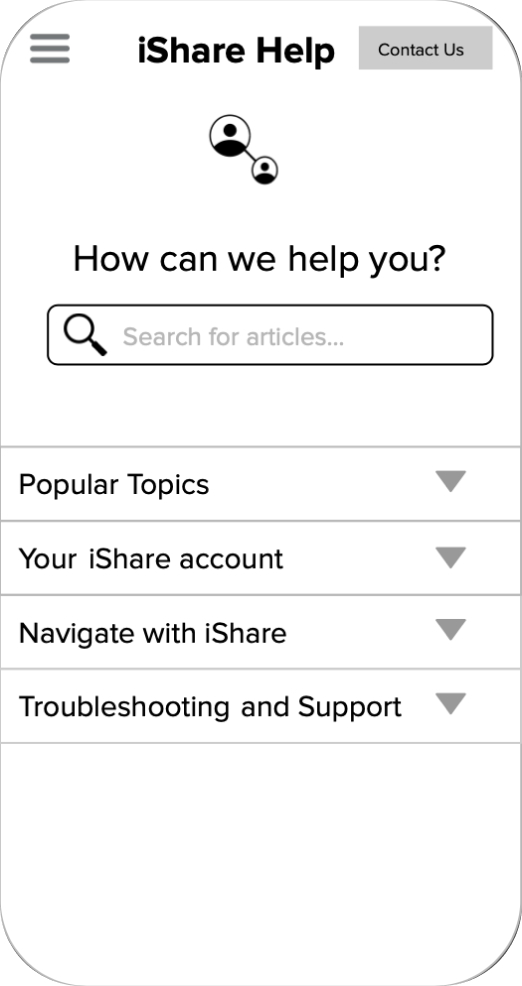 iShare Help
Contact Us
How can we help you?
Search for articles...
Popular Topics
Your iShare account
Navigate with iShare
Troubleshooting and Support